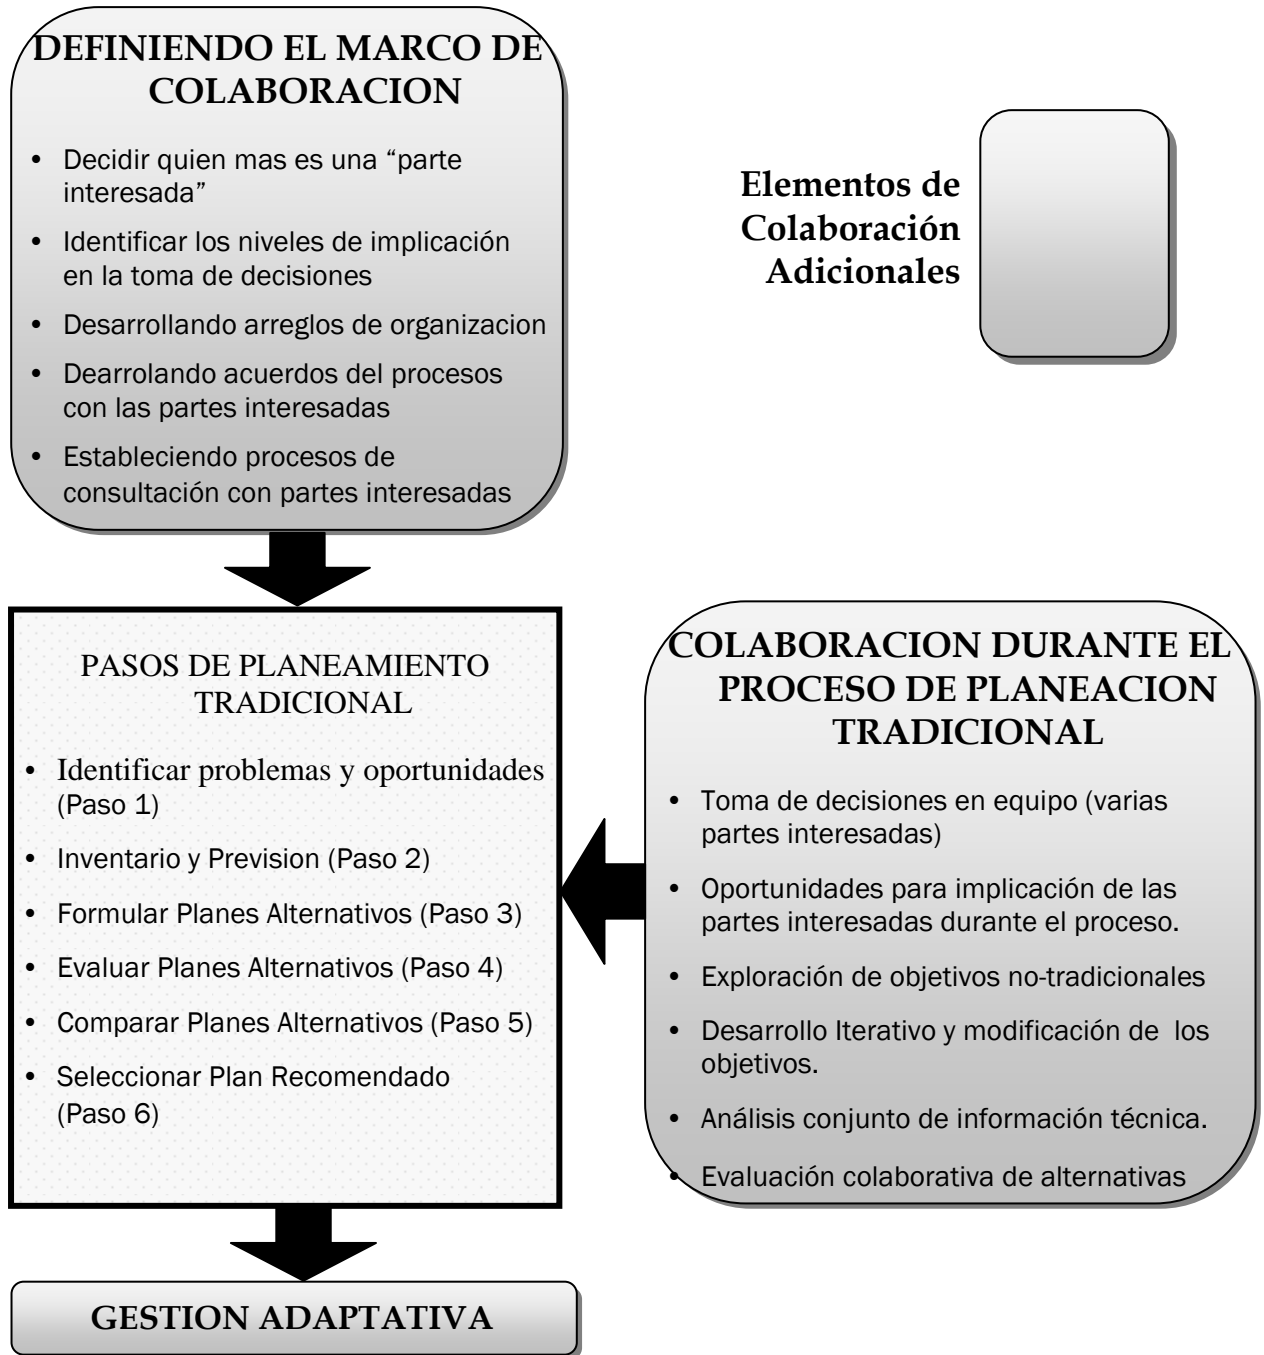 DEFINIENDO EL MARCO DE
COLABORACION
• Decidir quien mas es una “parte
interesada”
• Identificar los niveles de implicación
en la toma de decisiones
• Desarrollando arreglos de organizacion
• Dearrolando acuerdos del procesos
con las partes interesadas
• Estableciendo procesos de
consultación con partes interesadas
Elementos de
Colaboración
Adicionales
PASOS DE PLANEAMIENTO
TRADICIONAL
• Identificar problemas y oportunidades
(Paso 1)
• Inventario y Prevision (Paso 2)
• Formular Planes Alternativos (Paso 3)
• Evaluar Planes Alternativos (Paso 4)
• Comparar Planes Alternativos (Paso 5)
• Seleccionar Plan Recomendado
(Paso 6)
COLABORACION DURANTE EL
PROCESO DE PLANEACION
TRADICIONAL
• Toma de decisiones en equipo (varias
partes interesadas)
• Oportunidades para implicación de las
partes interesadas durante el proceso.
• Exploración de objetivos no-tradicionales
• Desarrollo Iterativo y modificación de los
objetivos.
• Análisis conjunto de información técnica.
• Evaluación colaborativa de alternativas
GESTION ADAPTATIVA